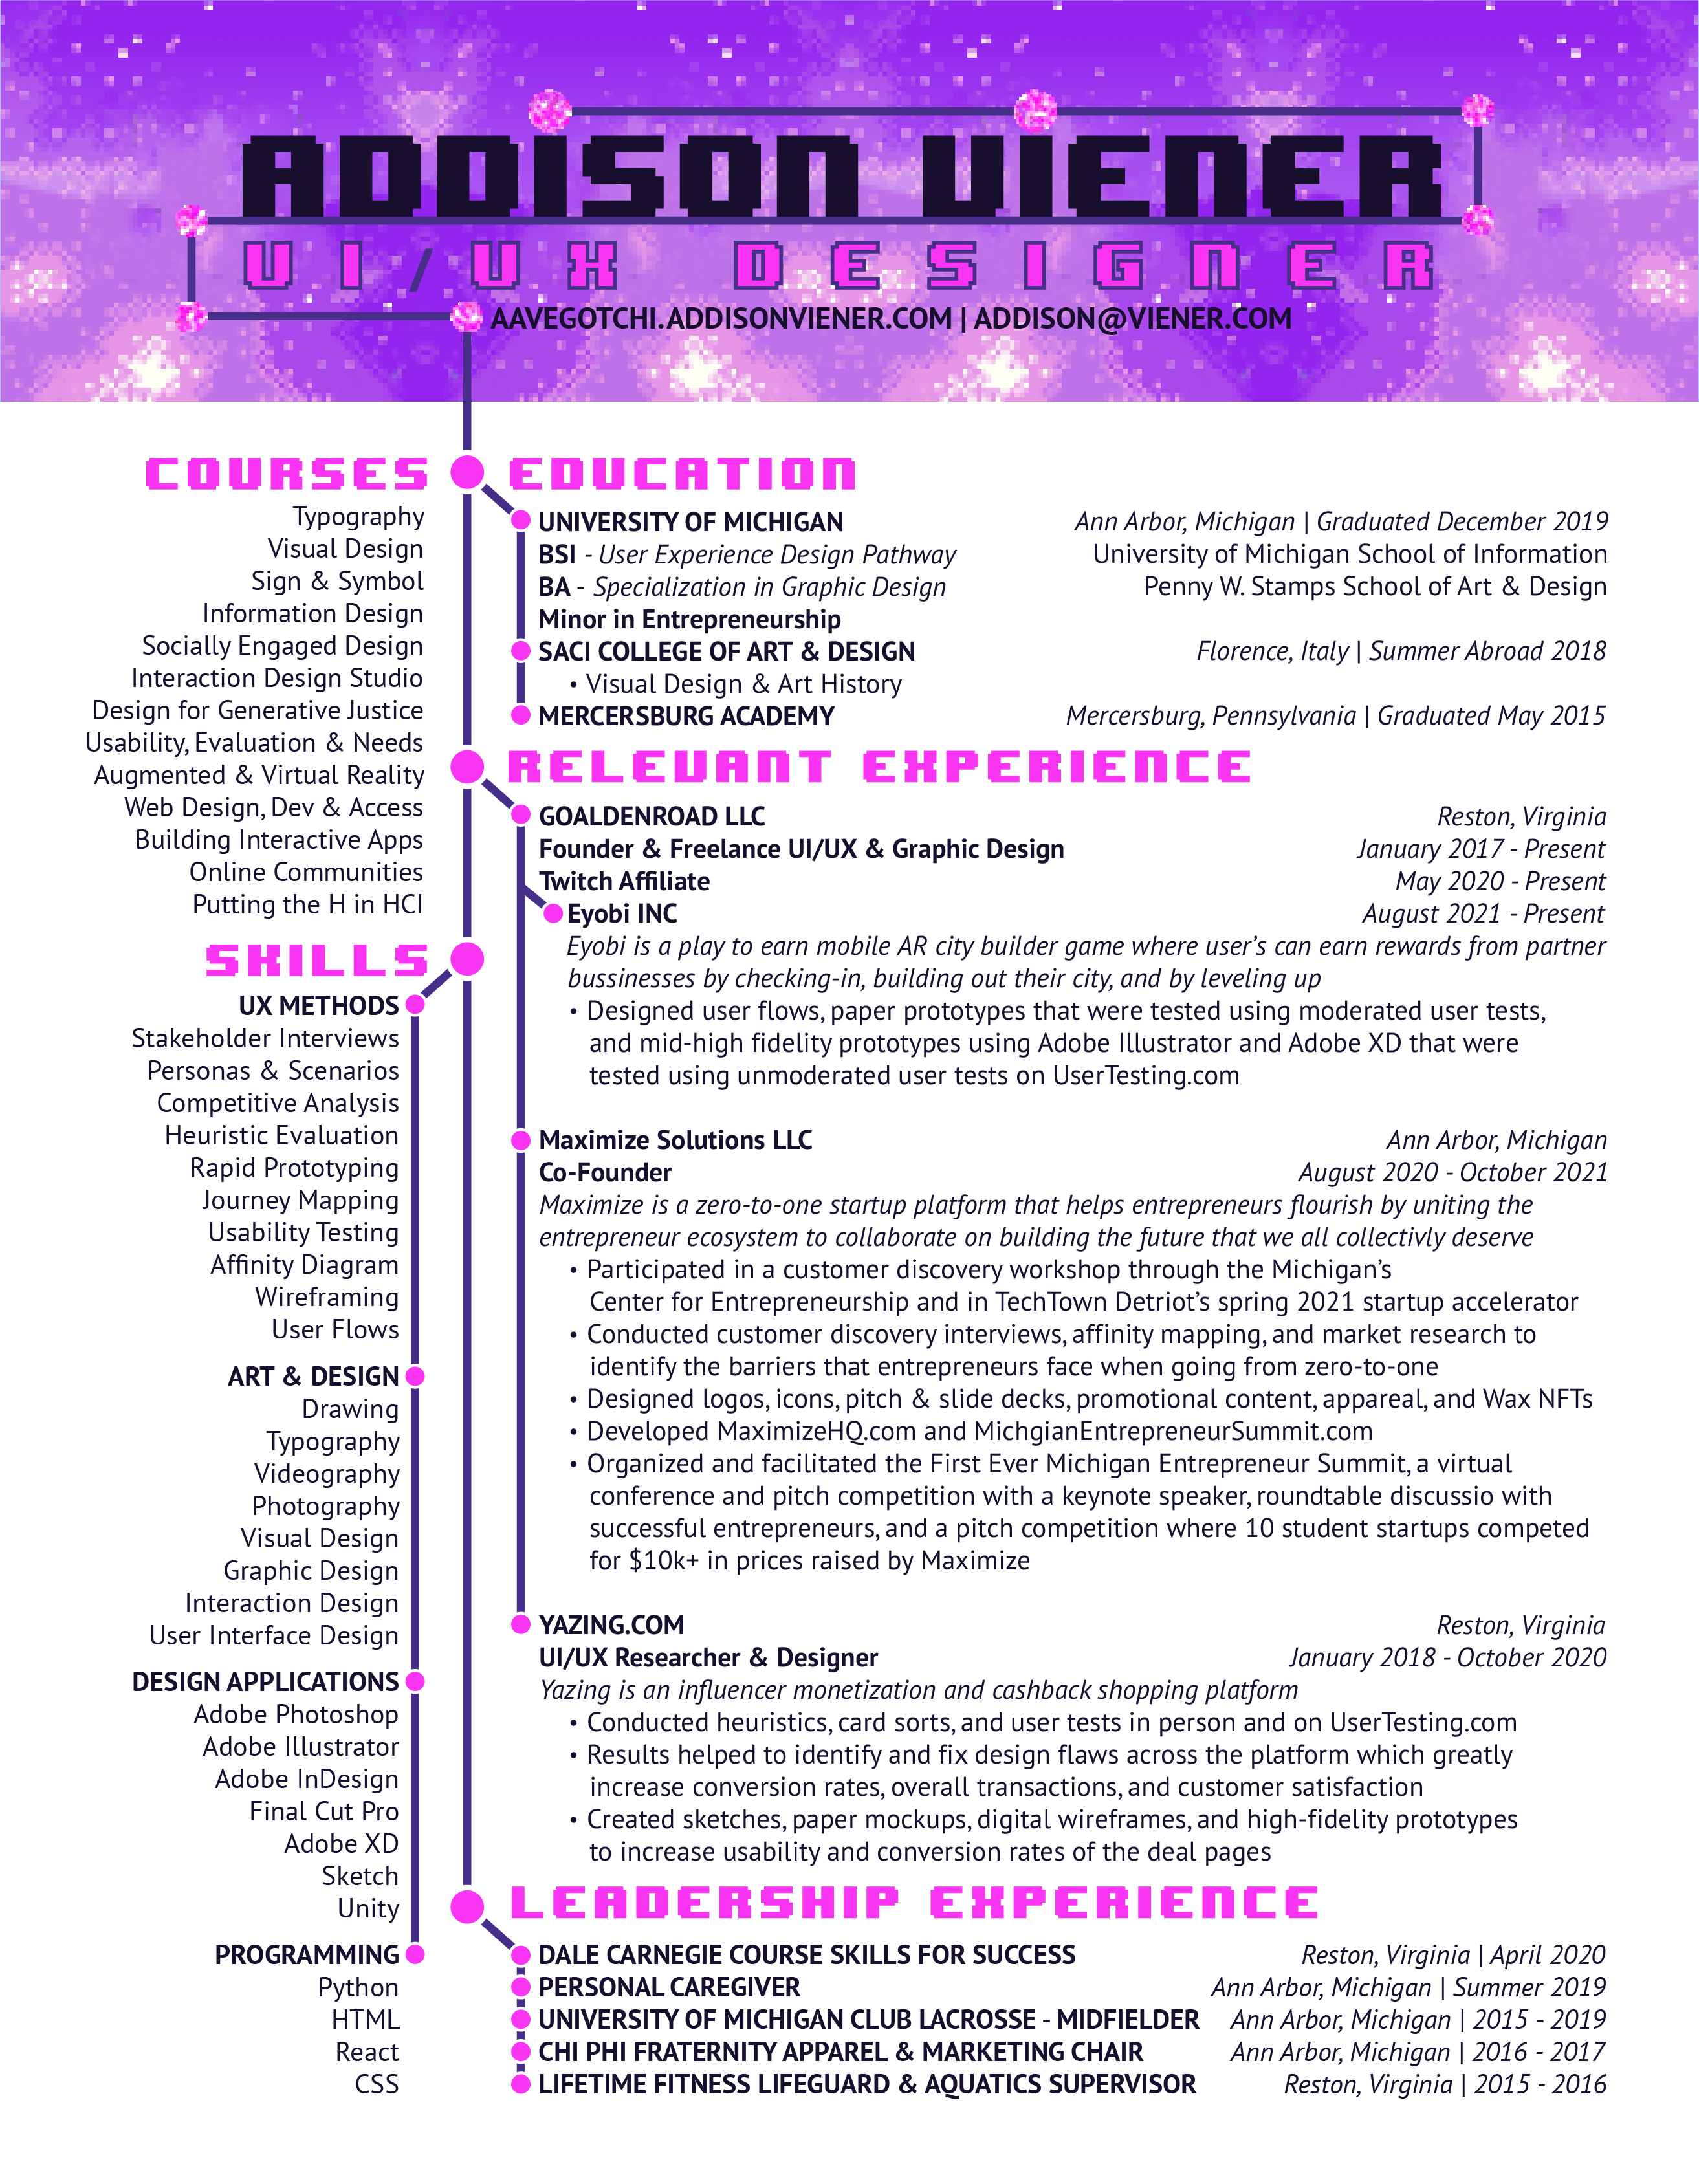 ADDISON VIENER
UI/UX DESIGNER
AAVEGOTCHI.ADDISONVIENER.COM | ADDISON@VIENER.COM
COURSES
Typography
Visual Design
Sign & Symbol
Information Design
Socially Engaged Design
Interaction Design Studio
Design for Generative Justice
Usability, Evaluation & Needs
Augmented & Virtual Reality
Web Design, Dev & Access
Building Interactive Apps
Online Communities
Putting the H in HCI
SKILLS
UX METHODS
Stakeholder Interviews
Personas & Scenarios
Competitive Analysis
Heuristic Evaluation
Rapid Prototyping
Journey Mapping
Usability Testing
Affinity Diagram
Wireframing
User Flows
ART & DESIGN
Drawing
Typography
Videography
Photography
Visual Design
Graphic Design
Interaction Design
User Interface Design
DESIGN APPLICATIONS
Adobe Photoshop
Adobe Illustrator
Adobe InDesign
Final Cut Pro
Adobe XD
Sketch
Unity
PROGRAMMING
Python
HTML
React
CSS
EDUCATION
UNIVERSITY OF MICHIGAN Ann Arbor, Michigan | Graduated December 2019
BSI - User Experience Design Pathway University of Michigan School of Information
BA - Specialization in Graphic Design Penny W. Stamps School of Art & Design
Minor in Entrepreneurship
SACI COLLEGE OF ART & DESIGN Florence, Italy | Summer Abroad 2018
• Visual Design & Art History
MERCERSBURG ACADEMY Mercersburg, Pennsylvania | Graduated May 2015
RELEVANT EXPERIENCE
GOALDENROAD LLC Reston, Virginia
Founder & Freelance UI/UX & Graphic Design January 2017 - Present
Twitch Affiliate May 2020 - Present
Eyobi INC August 2021 - Present
Eyobi is a play to earn mobile AR city builder game where user's can earn rewards from partner
bussinesses by checking-in, building out their city, and by leveling up
• Designed user flows, paper prototypes that were tested using moderated user tests,
and mid-high fidelity prototypes using Adobe Illustrator and Adobe XD that were
tested using unmoderated user tests on UserTesting.com
Maximize Solutions LLC Ann Arbor, Michigan
Co-Founder August 2020 - October 2021
Maximize is a zero-to-one startup platform that helps entrepreneurs flourish by uniting the
entrepreneur ecosystem to collaborate on building the future that we all collectivly deserve
• Participated in a customer discovery workshop through the Michigan's
Center for Entrepreneurship and in TechTown Detriot's spring 2021 startup accelerator
• Conducted customer discovery interviews, affinity mapping, and market research to
identify the barriers that entrepreneurs face when going from zero-to-one
• Designed logos, icons, pitch & slide decks, promotional content, appareal, and Wax NFTs
• Developed MaximizeHQ.com and MichgianEntrepreneurSummit.com
• Organized and facilitated the First Ever Michigan Entrepreneur Summit, a virtual
conference and pitch competition with a keynote speaker, roundtable discussio with
successful entrepreneurs, and a pitch competition where 10 student startups competed
for $10k+ in prices raised by Maximize
YAZING.COM Reston, Virginia
UI/UX Researcher & Designer January 2018 - October 2020
Yazing is an influencer monetization and cashback shopping platform
• Conducted heuristics, card sorts, and user tests in person and on UserTesting.com
• Results helped to identify and fix design flaws across the platform which greatly
increase conversion rates, overall transactions, and customer satisfaction
• Created sketches, paper mockups, digital wireframes, and high-fidelity prototypes
to increase usability and conversion rates of the deal pages
LEADERSHIP EXPERIENCE
DALE CARNEGIE COURSE SKILLS FOR SUCCESS Reston, Virginia | April 2020
PERSONAL CAREGIVER Ann Arbor, Michigan | Summer 2019
UNIVERSITY OF MICHIGAN CLUB LACROSSE - MIDFIELDER Ann Arbor, Michigan | 2015 - 2019
CHI PHI FRATERNITY APPAREL & MARKETING CHAIR Ann Arbor, Michigan | 2016 - 2017
LIFETIME FITNESS LIFEGUARD & AQUATICS SUPERVISOR Reston, Virginia | 2015 - 2016